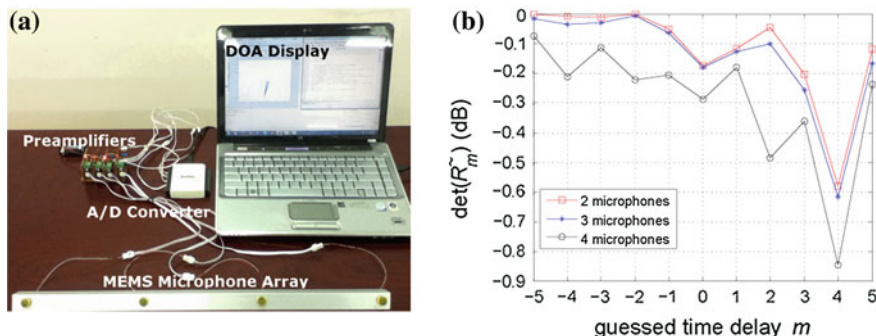 (a)
DOA Display
Preamplifiers
A/D Converter
MEMS Microphone Array
(b)
det(R̃m) (dB)
0
−0.1
−0.2
−0.3
−0.4
−0.5
−0.6
−0.7
−0.8
−0.9
2 microphones
3 microphones
4 microphones
−5 −4 −3 −2 −1 0 1 2 3 4 5
guessed time delay m